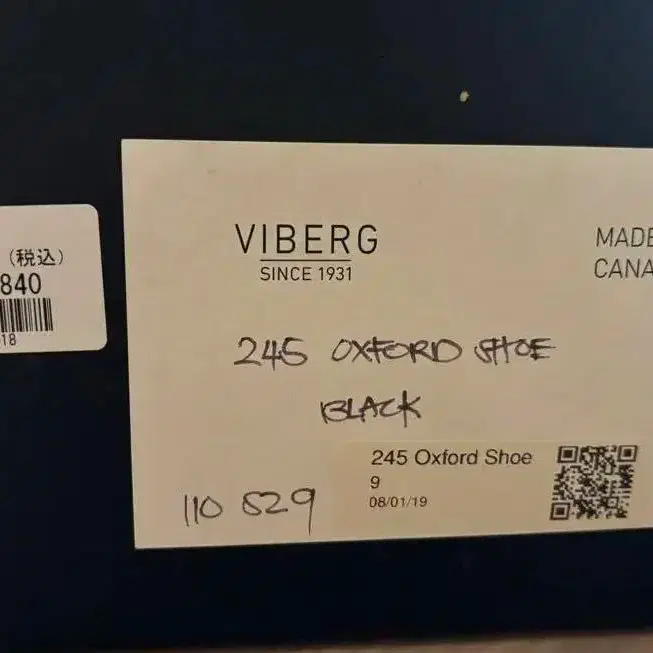 (税込)
840
18
VIBERG
SINCE 1931
MADE
CANA
245 OXFORD SHOE
BLACK
245 Oxford Shoe
9
08/01/19
110 529